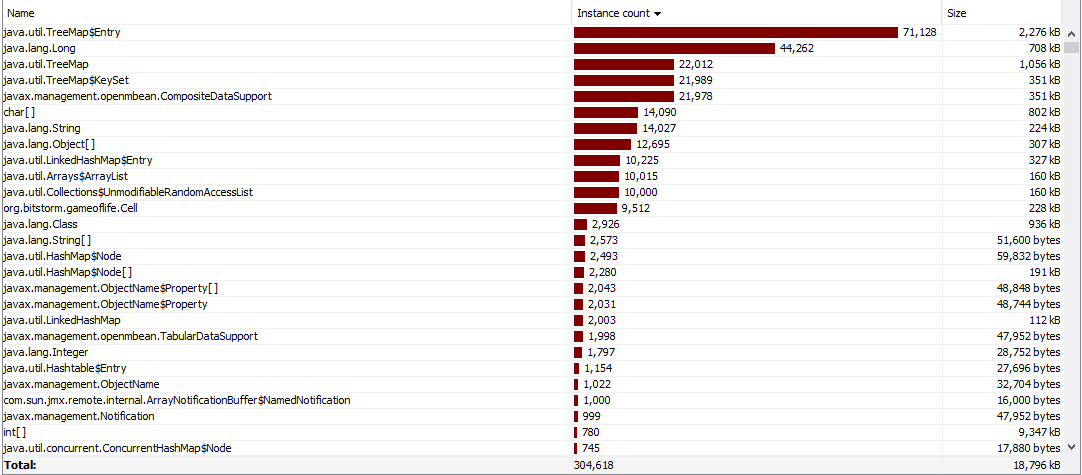 Name Instance count Size
java.util.TreeMap$Entry 71,128 2,276 kB
java.lang.Long 44,262 708 kB
java.util.TreeMap 22,012 1,056 kB
java.util.TreeMap$KeySet 21,989 351 kB
javax.management.openmbean.CompositeDataSupport 21,978 351 kB
char[] 14,090 802 kB
java.lang.String 14,027 224 kB
java.lang.Object[] 12,695 307 kB
java.util.LinkedHashMap$Entry 10,225 327 kB
java.util.Arrays$ArrayList 10,015 160 kB
java.util.Collections$UnmodifiableRandomAccessList 10,000 160 kB
org.bitstorm.gameoflife.Cell 9,512 228 kB
java.lang.Class 2,926 936 kB
java.lang.String[] 2,573 51,600 bytes
java.util.HashMap$Node 2,493 59,832 bytes
java.util.HashMap$Node[] 2,280 191 kB
javax.management.ObjectName$Property[] 2,043 48,848 bytes
javax.management.ObjectName$Property 2,031 48,744 bytes
java.util.LinkedHashMap 2,003 112 kB
javax.management.openmbean.TabularDataSupport 1,998 47,952 bytes
java.lang.Integer 1,797 28,752 bytes
java.util.Hashtable$Entry 1,154 27,696 bytes
javax.management.ObjectName 1,022 32,704 bytes
com.sun.jmx.remote.internal.ArrayNotificationBuffer$NamedNotification 1,000 16,000 bytes
javax.management.Notification 999 47,952 bytes
int[] 780 9,347 kB
java.util.concurrent.ConcurrentHashMap$Node 745 17,880 bytes
Total: 304,618 18,796 kB